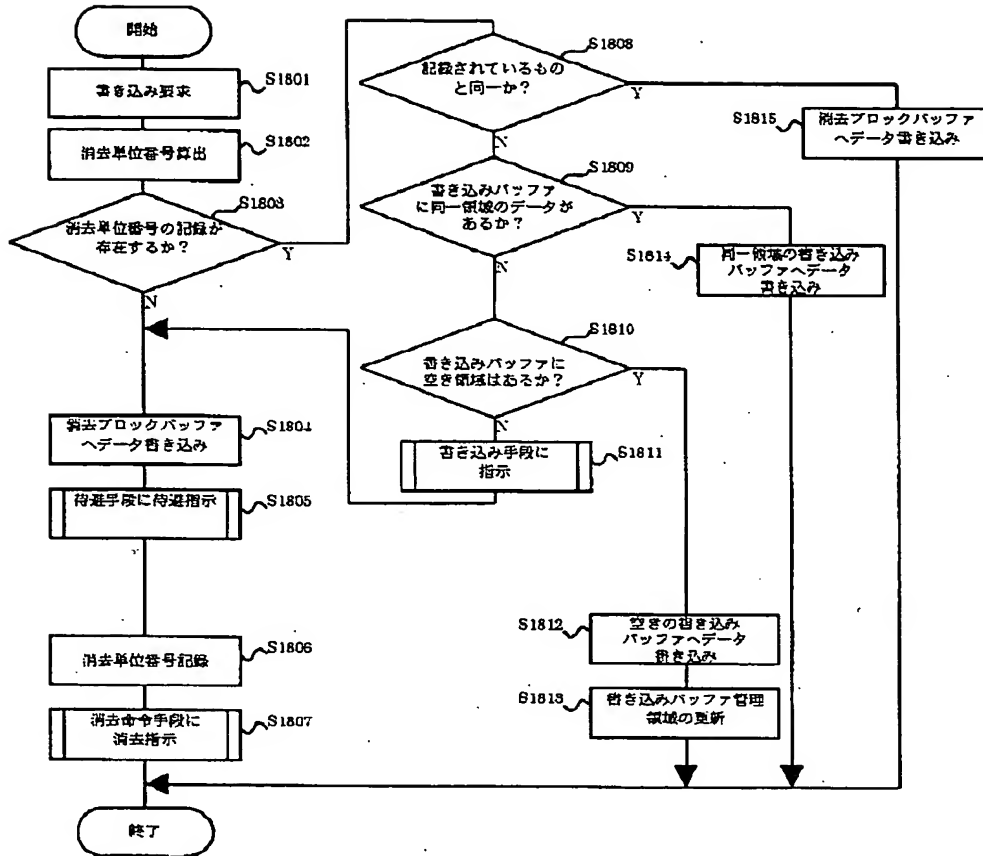 開始
書き込み要求
S1801
消去単位番号算出
S1802
消去単位番号の記録が
存在するか?
S1803
Y
N
消去ブロックバッファ
へデータ書き込み
S1804
待避手段に待避指示
S1805
消去単位番号記録
S1806
消去命令手段に
消去指示
S1807
終了
記録されているもの
と同一か?
S1808
Y
N
書き込みバッファ
に同一領域のデータが
あるか?
S1809
Y
N
書き込みバッファに
空き領域はあるか?
S1810
Y
N
書き込み手段に
指示
S1811
S1812
空きの書き込み
バッファへデータ
書き込み
S1813
書き込みバッファ管理
領域の更新
S1814
同一領域の書き込み
バッファへデータ
書き込み
S1815
消去ブロックバッファ
へデータ書き込み